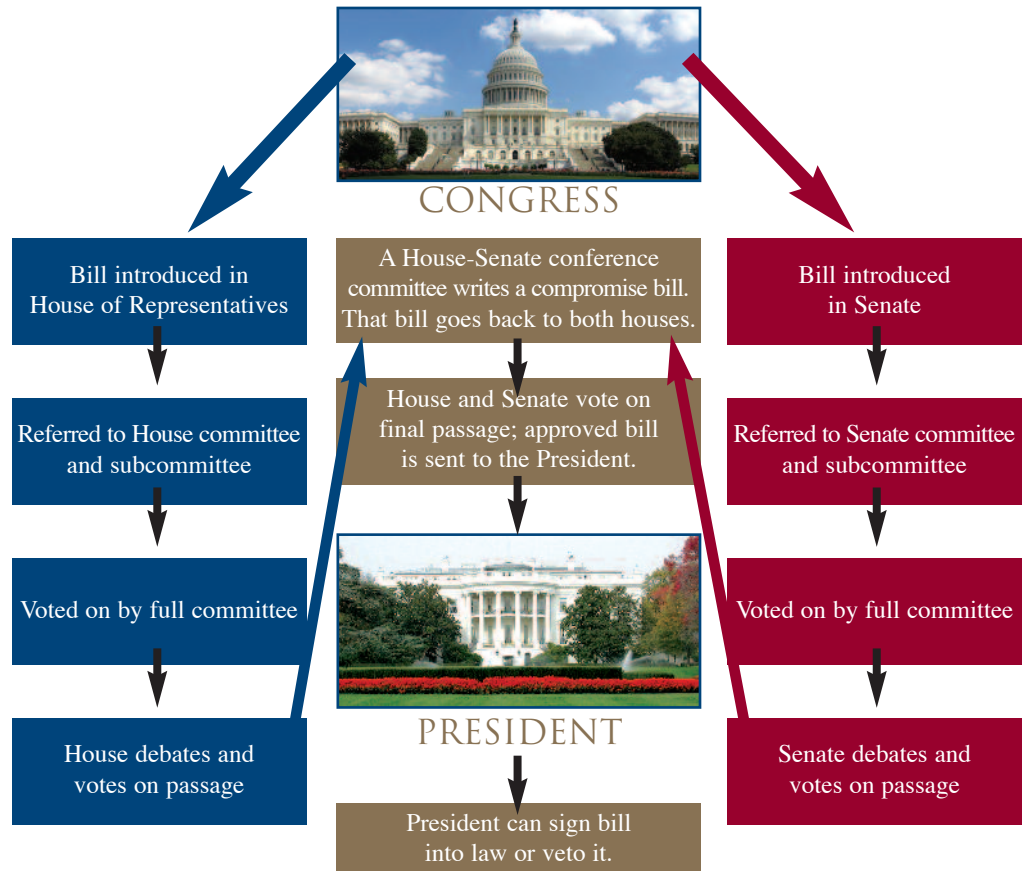 CONGRESS
Bill introduced in
House of Representatives
Referred to House committee
and subcommittee
Voted on by full committee
House debates and
votes on passage
Bill introduced
in Senate
Referred to Senate committee
and subcommittee
Voted on by full committee
Senate debates and
votes on passage
A House-Senate conference
committee writes a compromise bill.
That bill goes back to both houses.
House and Senate vote on
final passage; approved bill
is sent to the President.
PRESIDENT
President can sign bill
into law or veto it.